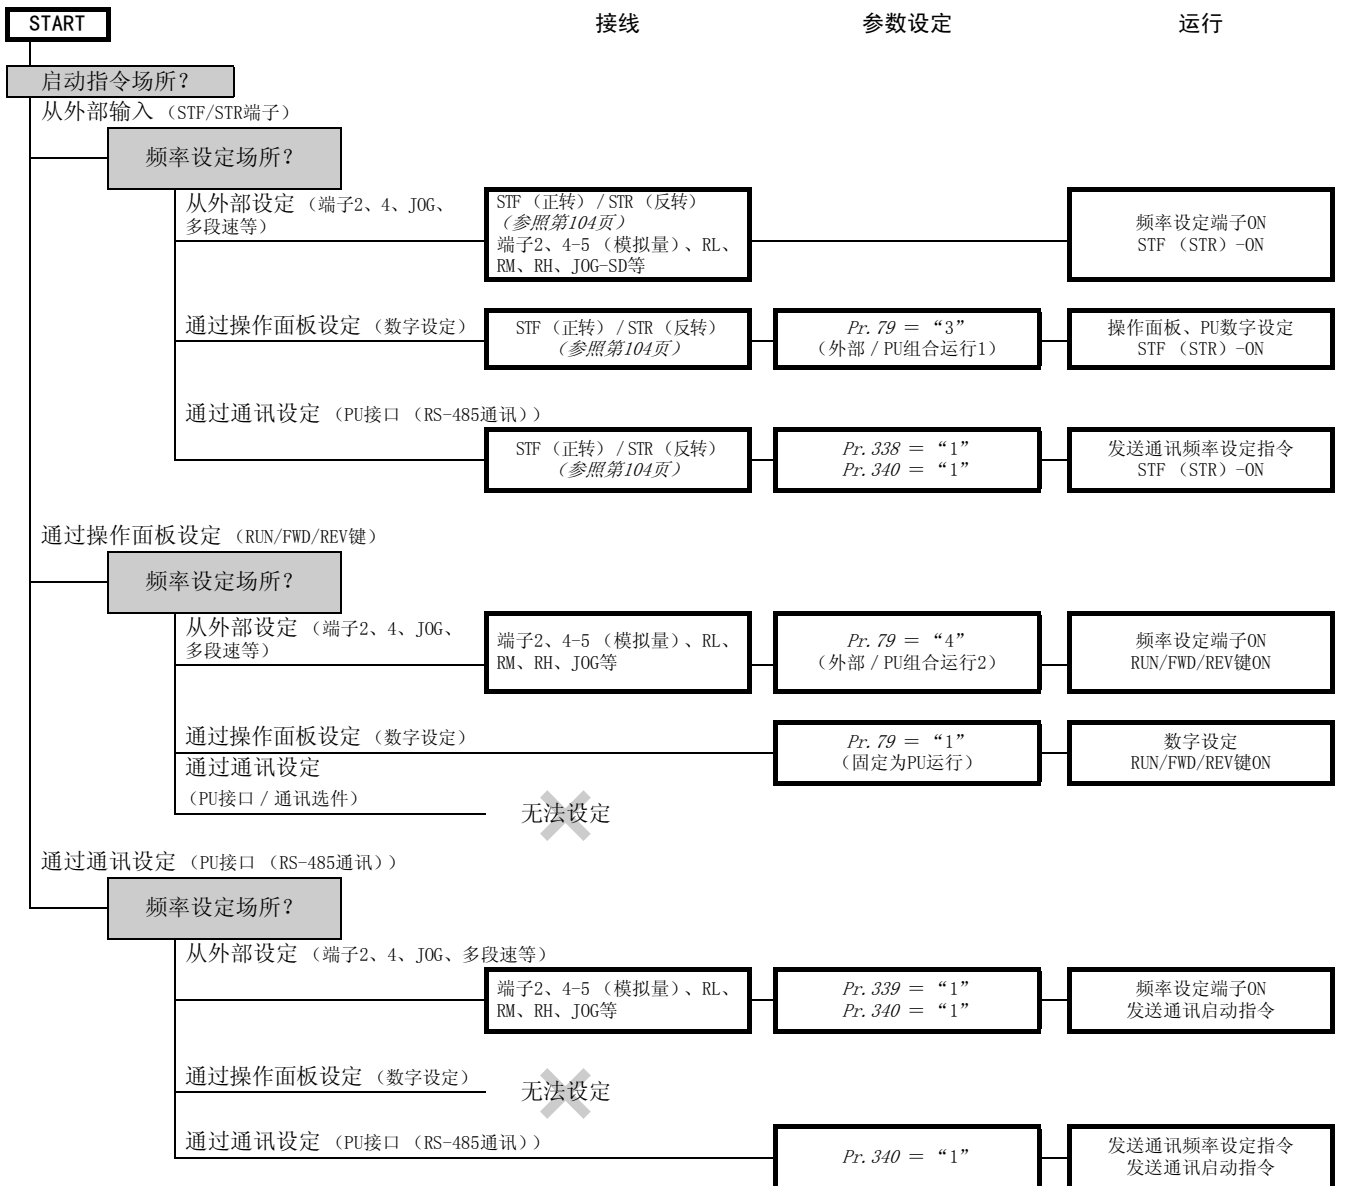 START 接线 参数设定 运行
启动指令场所？
从外部输入（STF/STR端子）
频率设定场所？
从外部设定（端子2、4、JOG、
多段速等）
STF（正转）/STR（反转）
（参照第104页）
端子2、4-5（模拟量）、RL、
RM、RH、JOG-SD等
频率设定端子ON
STF（STR）-ON
通过操作面板设定（数字设定）
STF（正转）/STR（反转）
（参照第104页）
Pr. 79 ＝ “3”
（外部/PU组合运行1）
操作面板、PU数字设定
STF（STR）-ON
通过通讯设定（PU接口（RS-485通讯））
STF（正转）/STR（反转）
（参照第104页）
Pr. 338 ＝ “1”
Pr. 340 ＝ “1”
发送通讯频率设定指令
STF（STR）-ON
通过操作面板设定（RUN/FWD/REV键）
频率设定场所？
从外部设定（端子2、4、JOG、
多段速等）
端子2、4-5（模拟量）、RL、
RM、RH、JOG等
Pr. 79 ＝ “4”
（外部/PU组合运行2）
频率设定端子ON
RUN/FWD/REV键ON
通过操作面板设定（数字设定）
Pr. 79 ＝ “1”
（固定为PU运行）
数字设定
RUN/FWD/REV键ON
通过通讯设定
（PU接口/通讯选件）
无法设定
通过通讯设定（PU接口（RS-485通讯））
频率设定场所？
从外部设定（端子2、4、JOG、多段速等）
端子2、4-5（模拟量）、RL、
RM、RH、JOG等
Pr. 339 ＝ “1”
Pr. 340 ＝ “1”
频率设定端子ON
发送通讯启动指令
通过操作面板设定（数字设定）
无法设定
通过通讯设定（PU接口（RS-485通讯））
Pr. 340 ＝ “1”
发送通讯频率设定指令
发送通讯启动指令